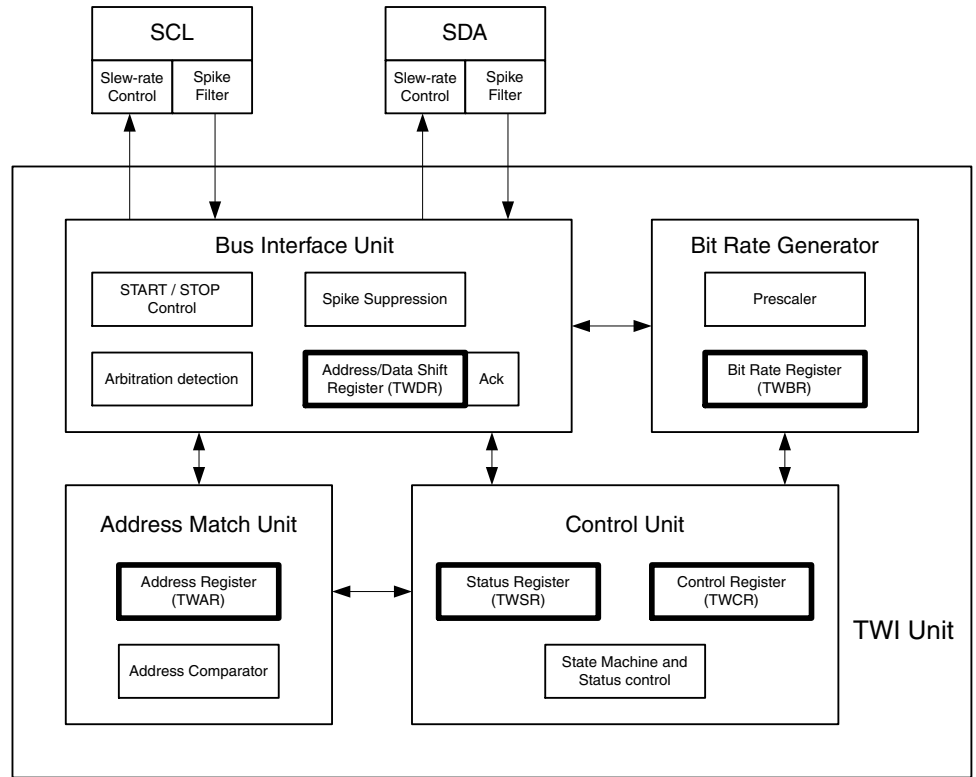 SCL
Slew-rate
Control
Spike
Filter
SDA
Slew-rate
Control
Spike
Filter
Bus Interface Unit
START / STOP
Control
Spike Suppression
Arbitration detection
Address/Data Shift
Register (TWDR)
Ack
Bit Rate Generator
Prescaler
Bit Rate Register
(TWBR)
Address Match Unit
Address Register
(TWAR)
Address Comparator
Control Unit
Status Register
(TWSR)
Control Register
(TWCR)
State Machine and
Status control
TWI Unit